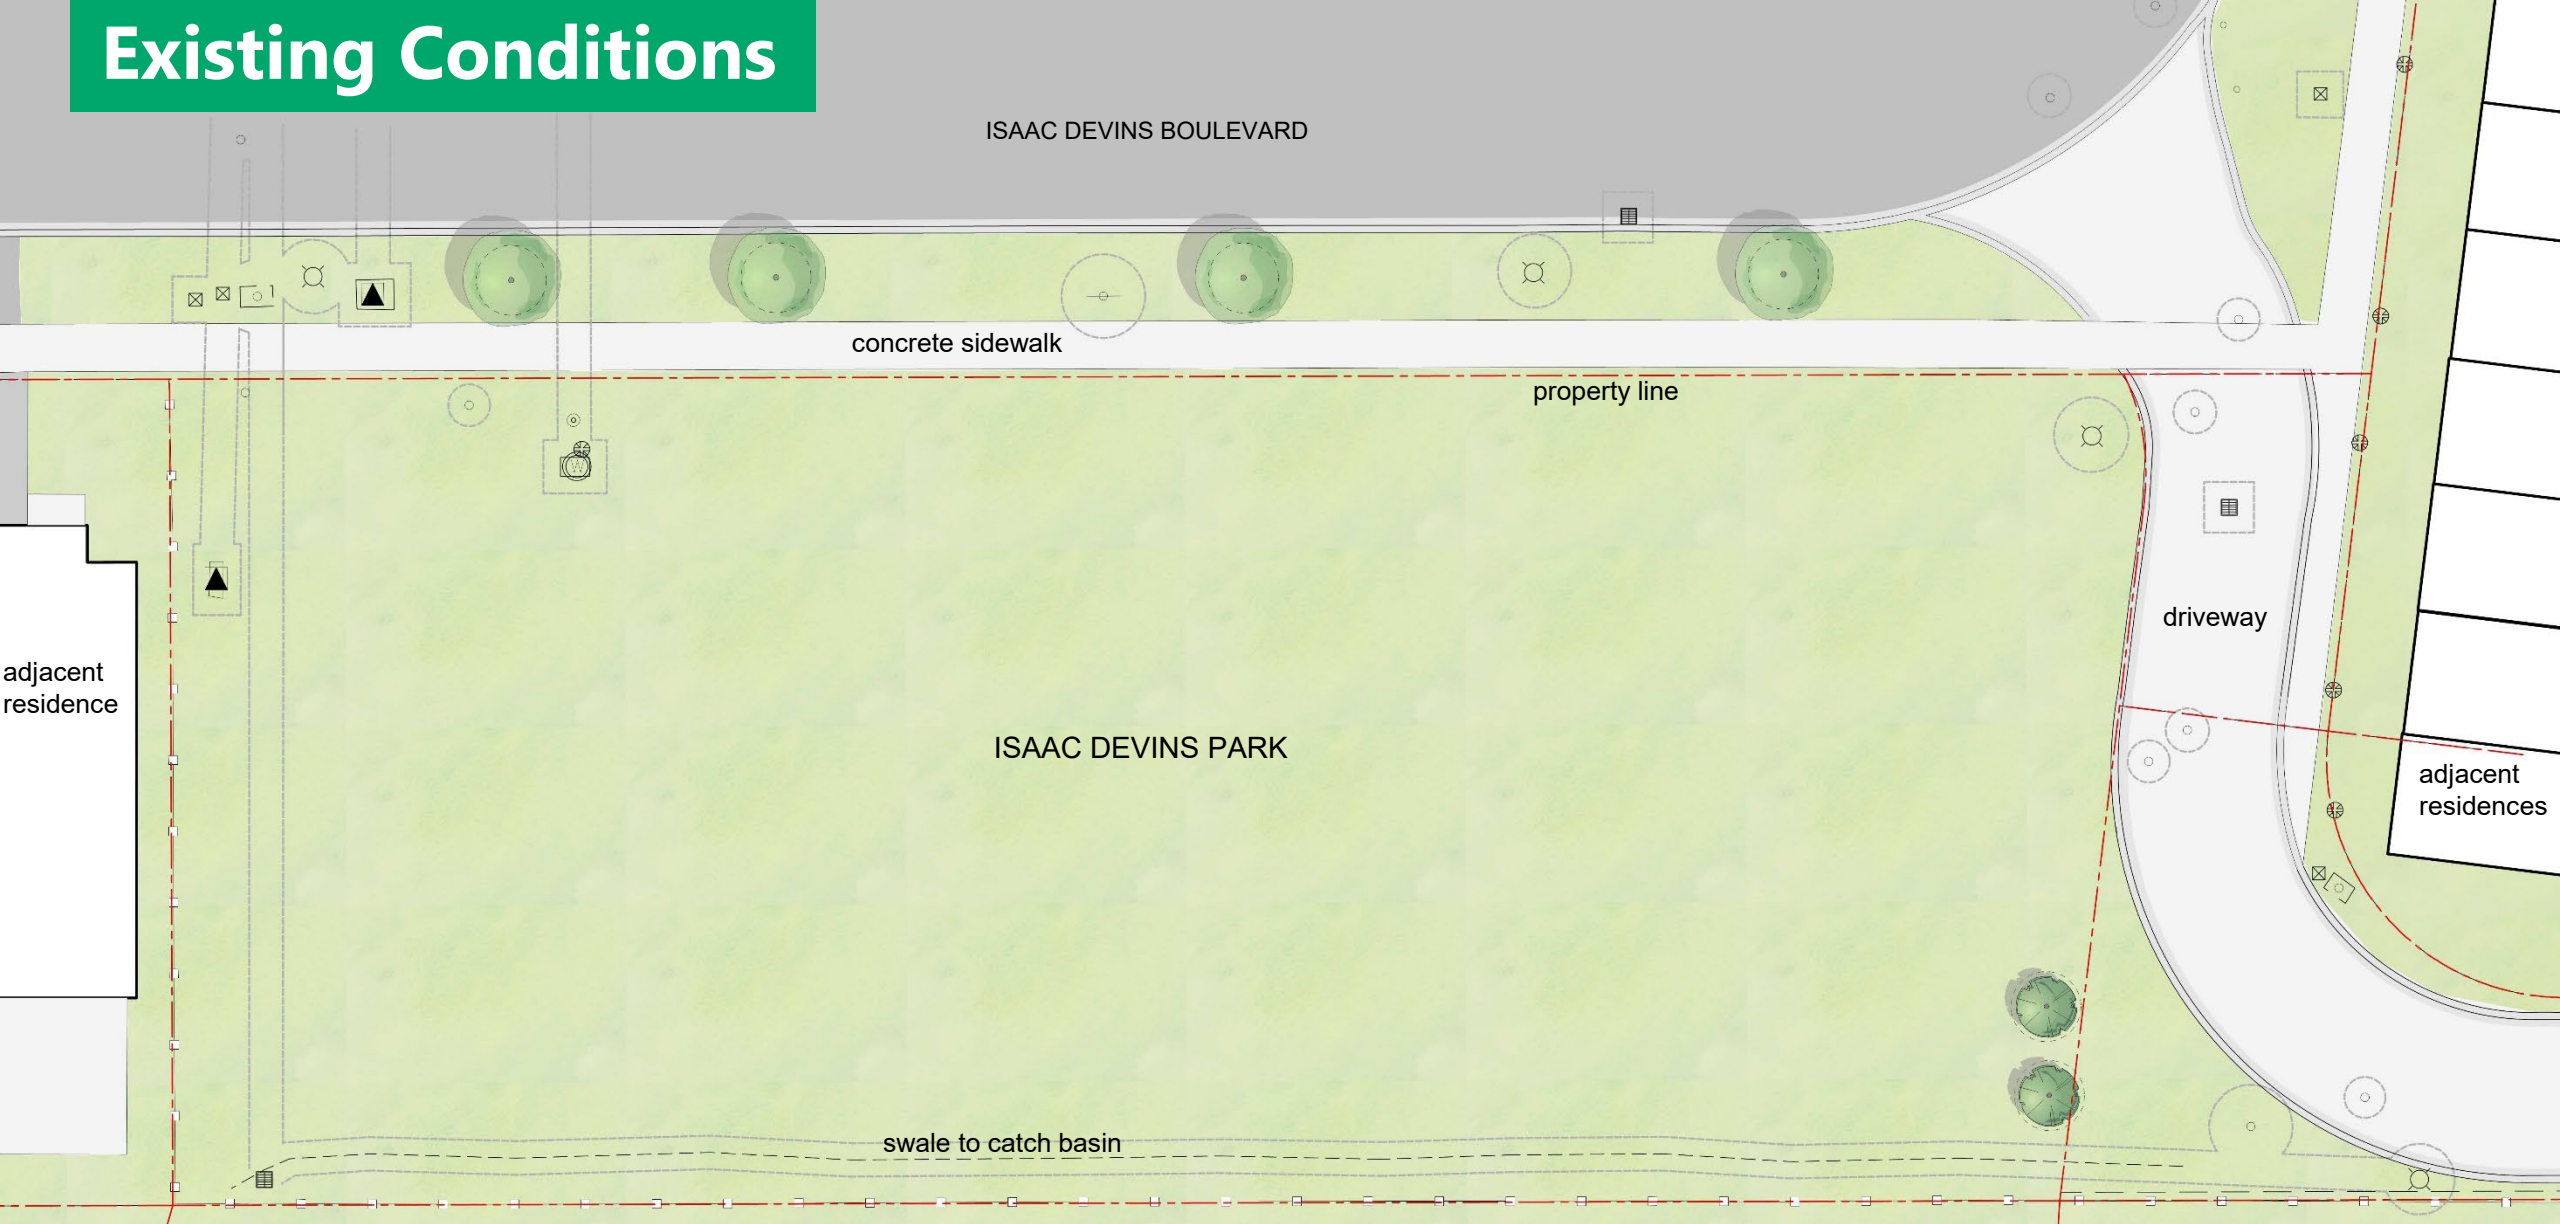 Existing Conditions
ISAAC DEVINS BOULEVARD
concrete sidewalk
property line
driveway
adjacent
residence
ISAAC DEVINS PARK
adjacent
residences
swale to catch basin
W